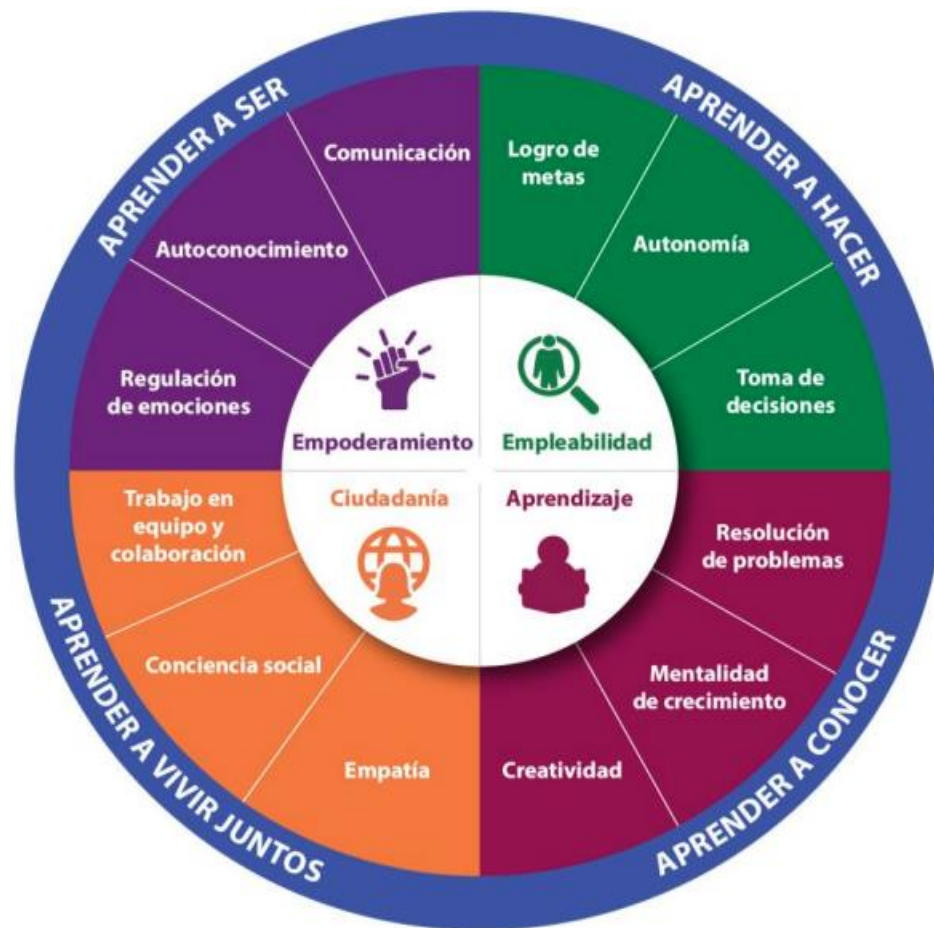 APRENDER A SER
Comunicación
Autoconocimiento
Regulación
de emociones
Empoderamiento
APRENDER A HACER
Logro de
metas
Autonomía
Toma de
decisiones
Empleabilidad
Ciudadanía
Trabajo en
equipo y
colaboración
Conciencia social
Empatía
APRENDER A VIVIR JUNTOS
Aprendizaje
Resolución
de problemas
Mentalidad
de crecimiento
Creatividad
APRENDER A CONOCER